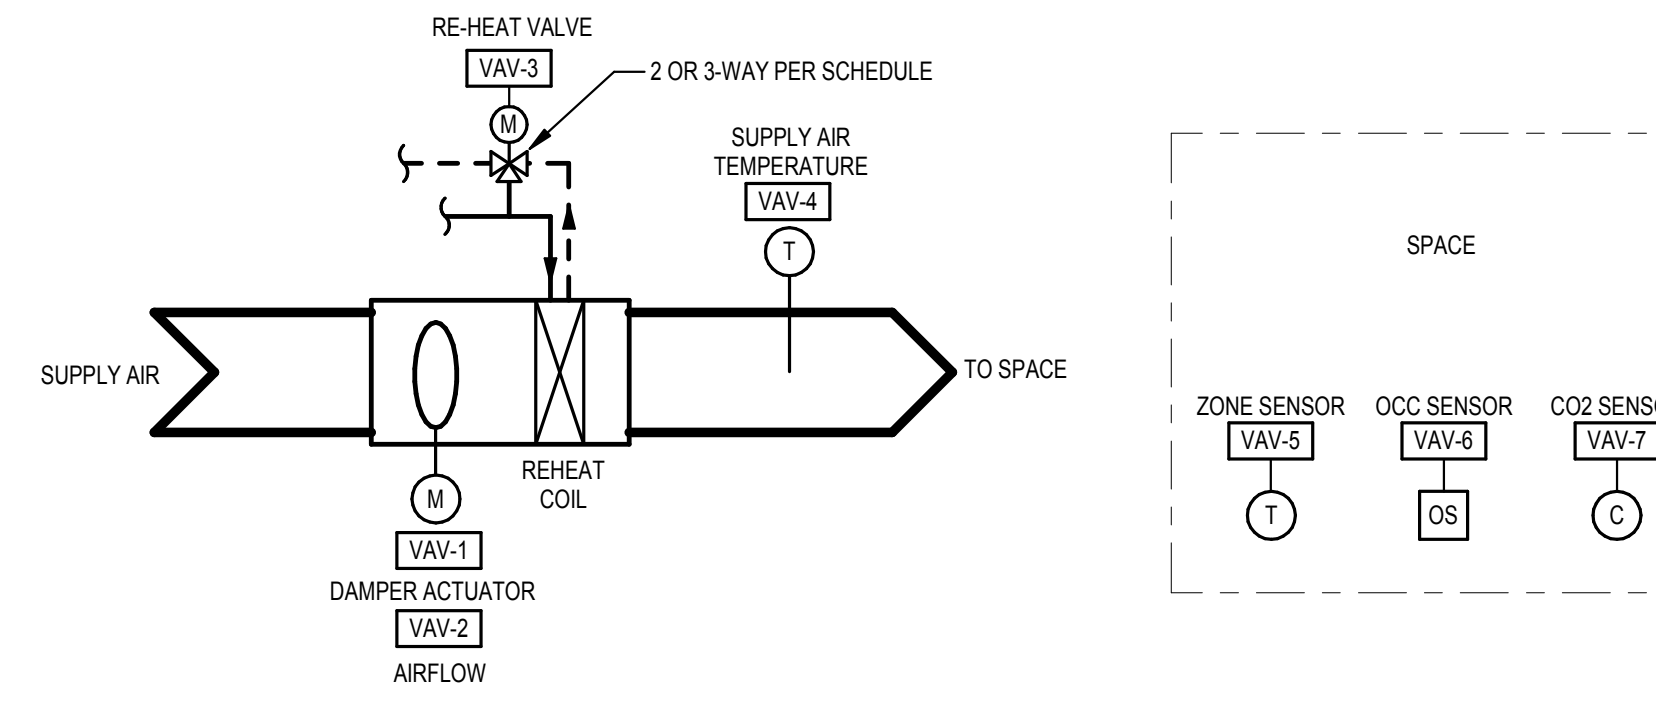 RE-HEAT VALVE
VAV-3
M
2 OR 3-WAY PER SCHEDULE
SUPPLY AIR
TEMPERATURE
VAV-4
T
SUPPLY AIR
TO SPACE
REHEAT
COIL
M
VAV-1
DAMPER ACTUATOR
VAV-2
AIRFLOW
SPACE
ZONE SENSOR
VAV-5
T
OCC SENSOR
VAV-6
OS
CO2
VAV-7
C